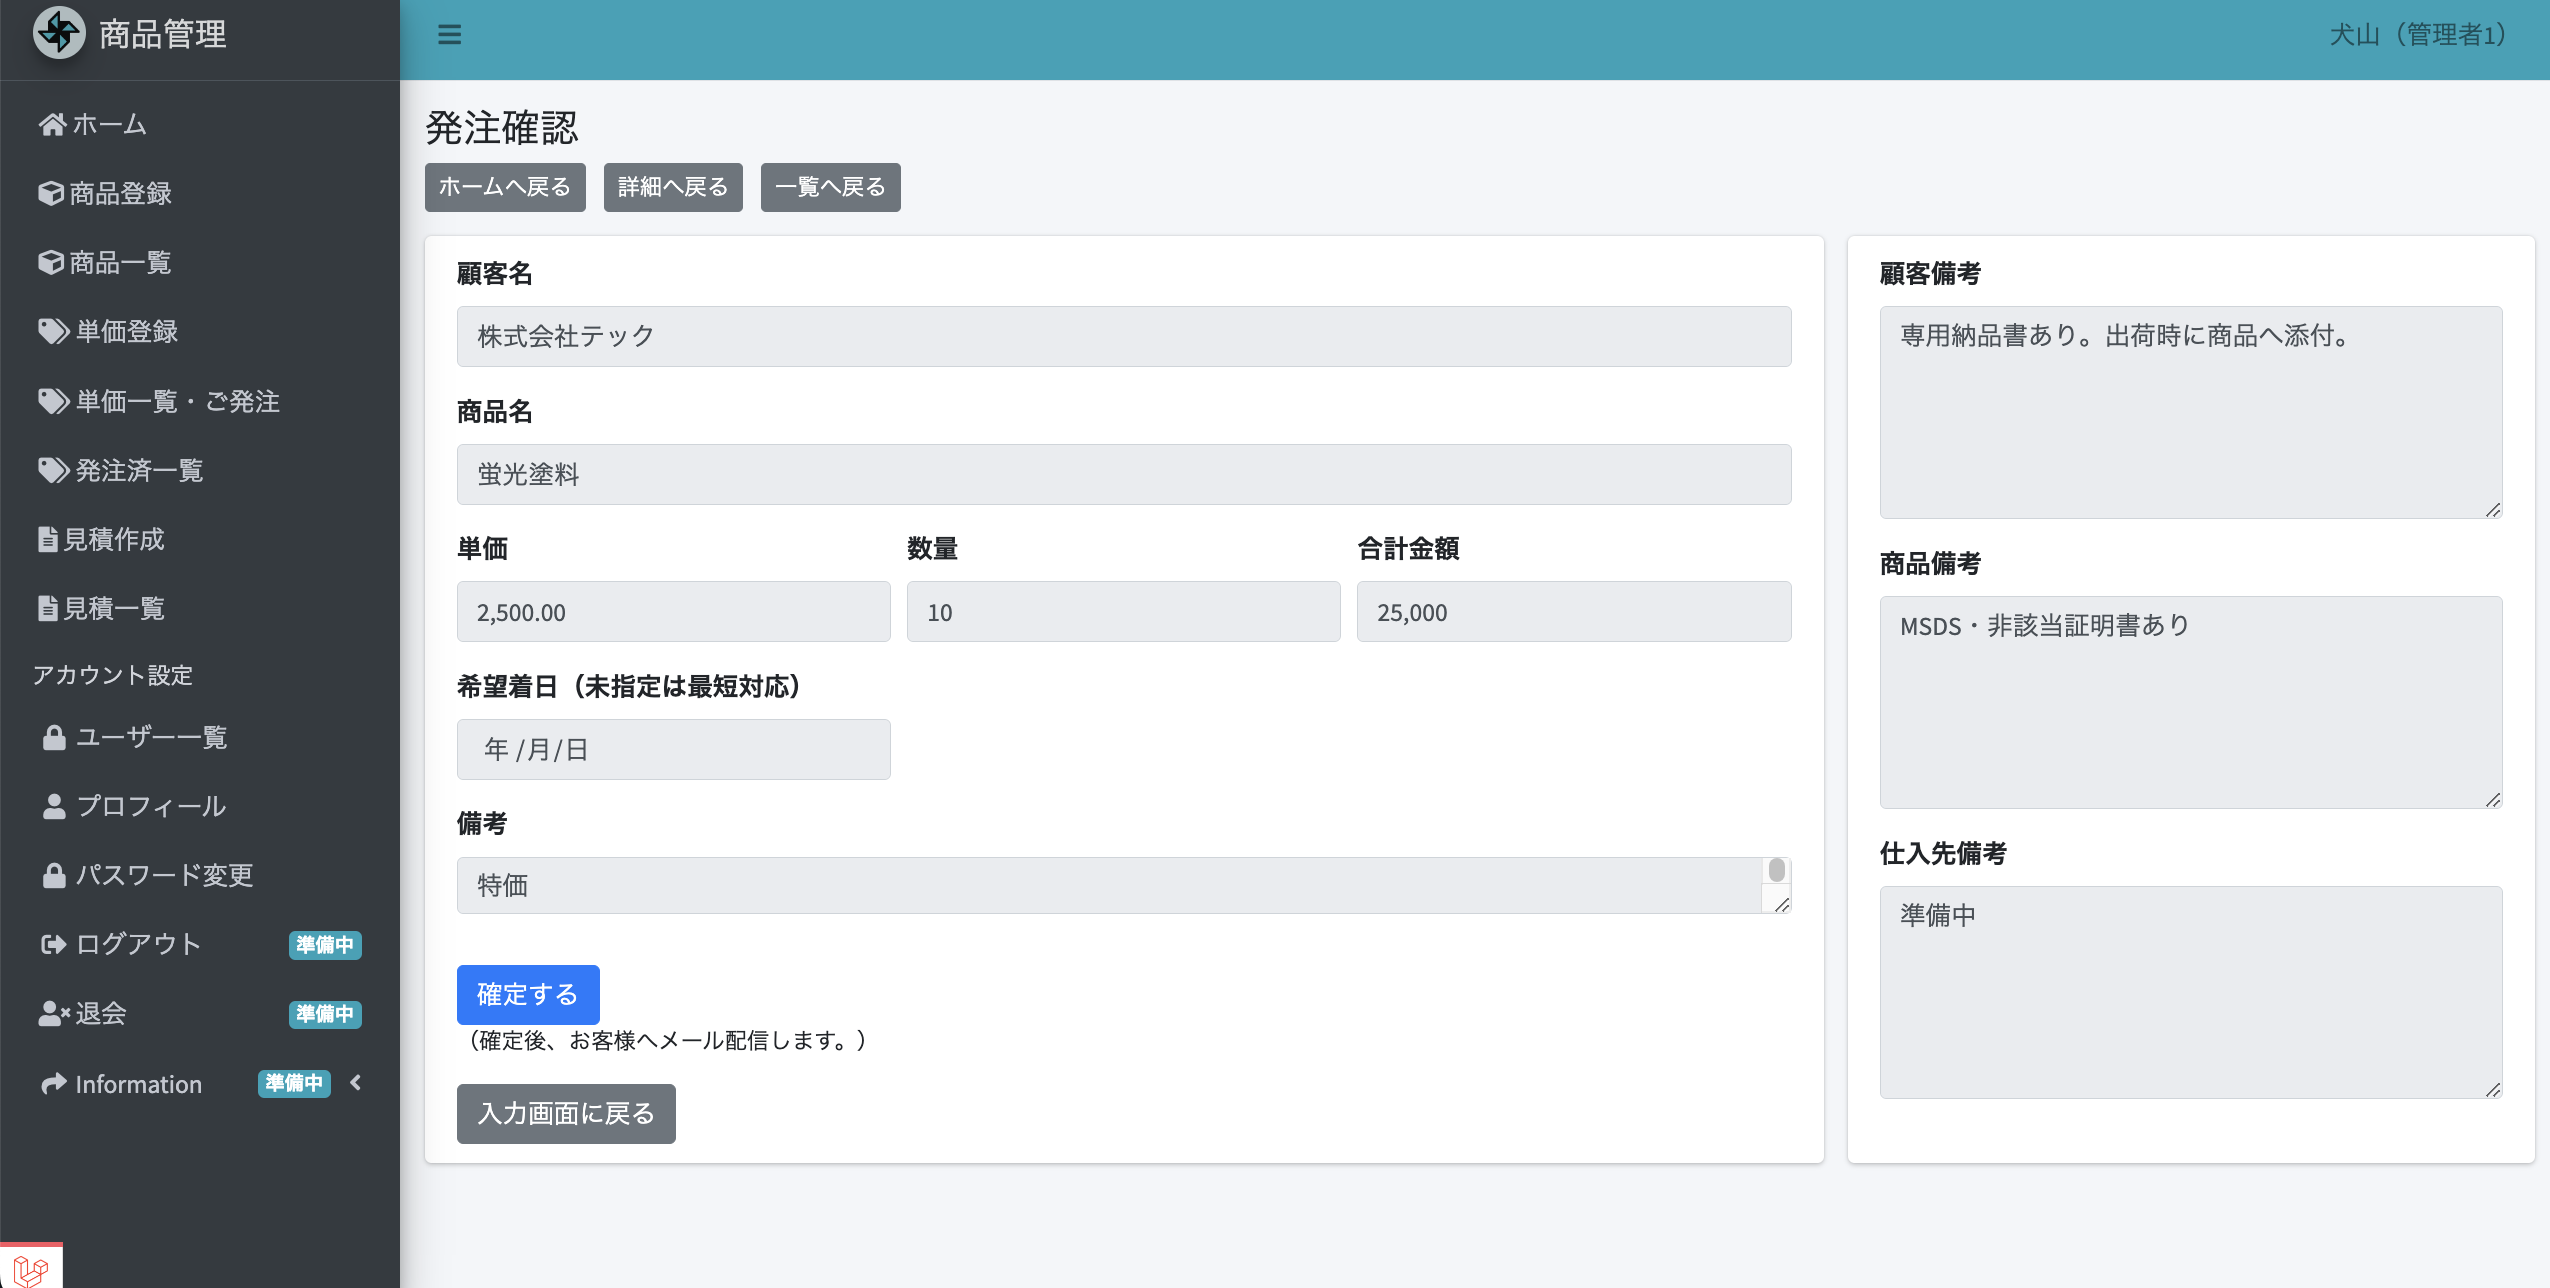 商品管理
犬山（管理者1）
ホーム
商品登録
商品一覧
単価登録
単価一覧・ご発注
発注済一覧
見積作成
見積一覧
アカウント設定
ユーザー一覧
プロフィール
パスワード変更
ログアウト 準備中
退会 準備中
Information 準備中
発注確認
ホームへ戻る 詳細へ戻る 一覧へ戻る
顧客名
株式会社テック
商品名
蛍光塗料
単価 数量 合計金額
2,500.00 10 25,000
希望着日（未指定は最短対応）
年 /月/日
備考
特価
確定する
（確定後、お客様へメール配信します。）
入力画面に戻る
顧客備考
専用納品書あり。出荷時に商品へ添付。
商品備考
MSDS・非該当証明書あり
仕入先備考
準備中